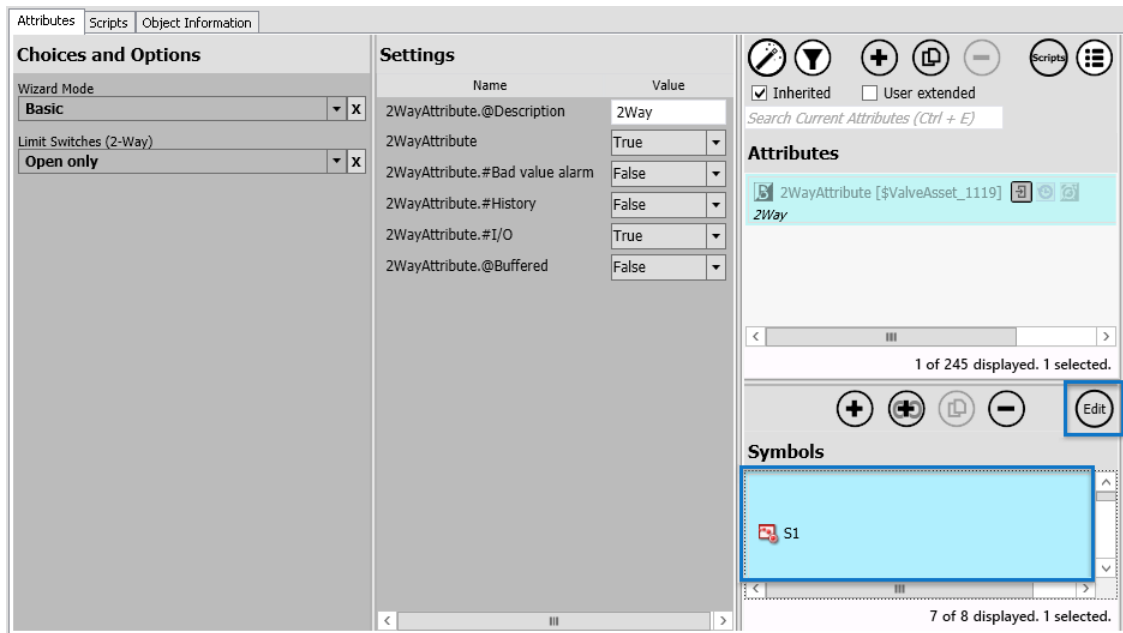 Attributes
Scripts
Object Information
Choices and Options
Wizard Mode
Basic
X
Limit Switches (2-Way)
Open only
X
Settings
Name Value
2WayAttribute.@Description 2Way
2WayAttribute True
2WayAttribute.#Bad value alarm False
2WayAttribute.#History False
2WayAttribute.#I/O True
2WayAttribute.@Buffered False
Scripts
Inherited User extended
Search Current Attributes (Ctrl + E)
Attributes
2WayAttribute [$ValveAsset_1119]
2Way
1 of 245 displayed. 1 selected.
Edit
Symbols
S1
7 of 8 displayed. 1 selected.